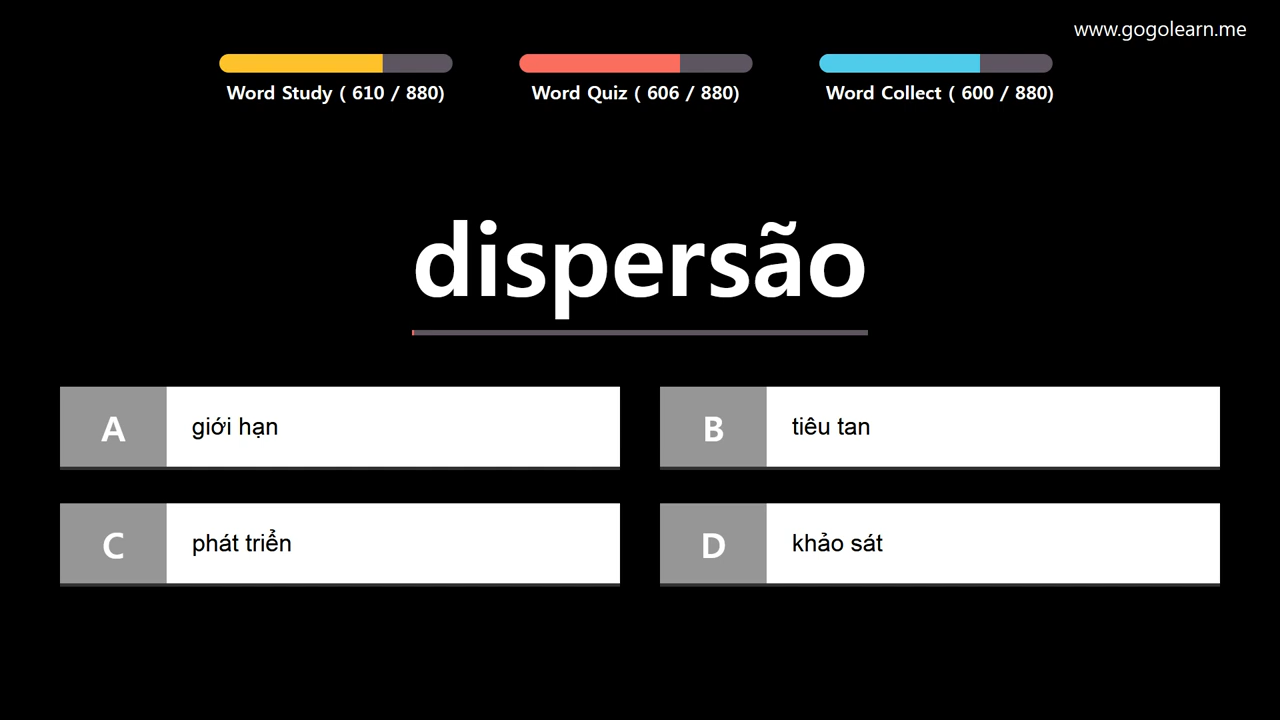 www.gogolearn.me
Word Study ( 610 / 880)
Word Quiz ( 606 / 880)
Word Collect ( 600 / 880)
dispersão
A
giới hạn
B
tiêu tan
C
phát triển
D
khảo sát